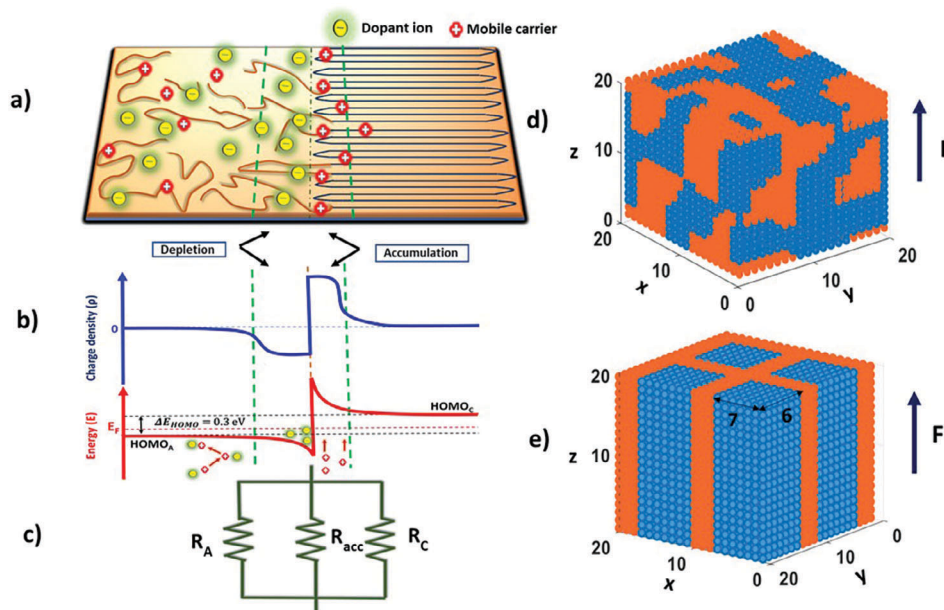 Dopant ion
Mobile carrier
a)
Depletion
Accumulation
b)
Charge density (ρ)
0
Energy (E)
E_F
ΔE_HOMO = 0.3 eV
HOMO_A
HOMO_C
c)
R_A
R_acc
R_C
d)
20
10
0
z
20
10
0
x
0
10
20
y
e)
20
10
20
z
7
6
10
0
x
20
10
0
y
F